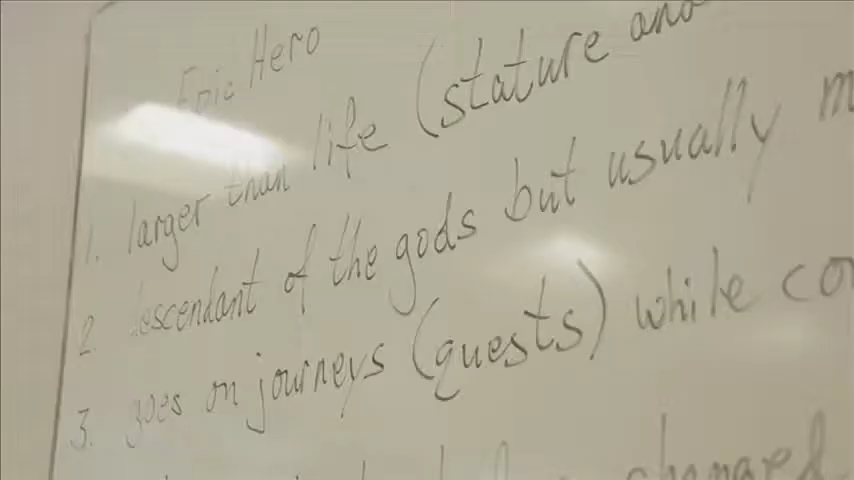 Epic Hero
1. larger than life (stature and
2. descendant of the gods but usually
3. goes on journeys (quests) while
changed